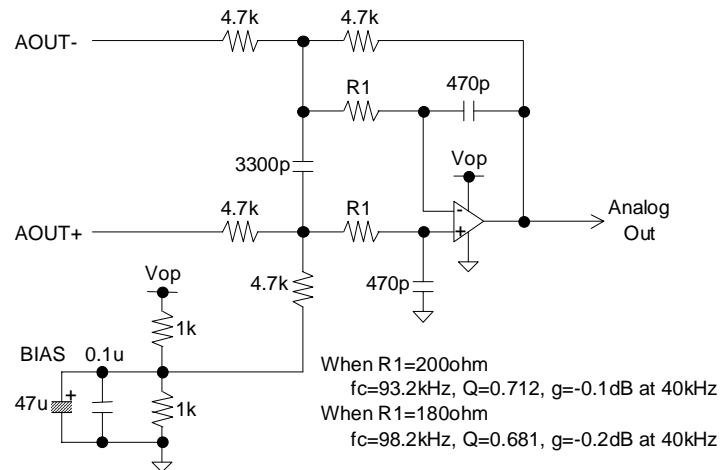 4.7k
4.7k
AOUT-
R1
470p
3300p
Vop
4.7k
R1
Analog
Out
-
+
AOUT+
4.7k
470p
Vop
1k
BIAS
0.1u
+
47u
1k
When R1=200ohm
fc=93.2kHz, Q=0.712, g=-0.1dB at 40kHz
When R1=180ohm
fc=98.2kHz, Q=0.681, g=-0.2dB at 40kHz